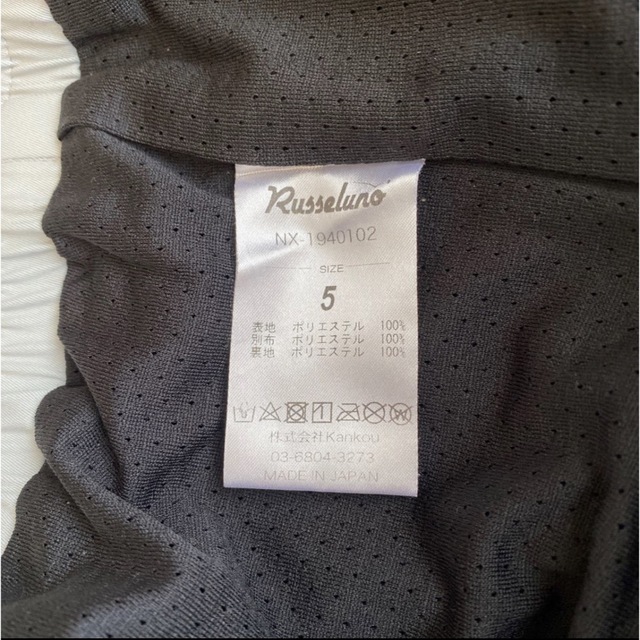 Russeluno
NX-1940102
SIZE
5
表地 ポリエステル 100%
別布 ポリエステル 100%
裏地 ポリエステル 100%
株式会社Kankou
03-6804-3273
MADE IN JAPAN